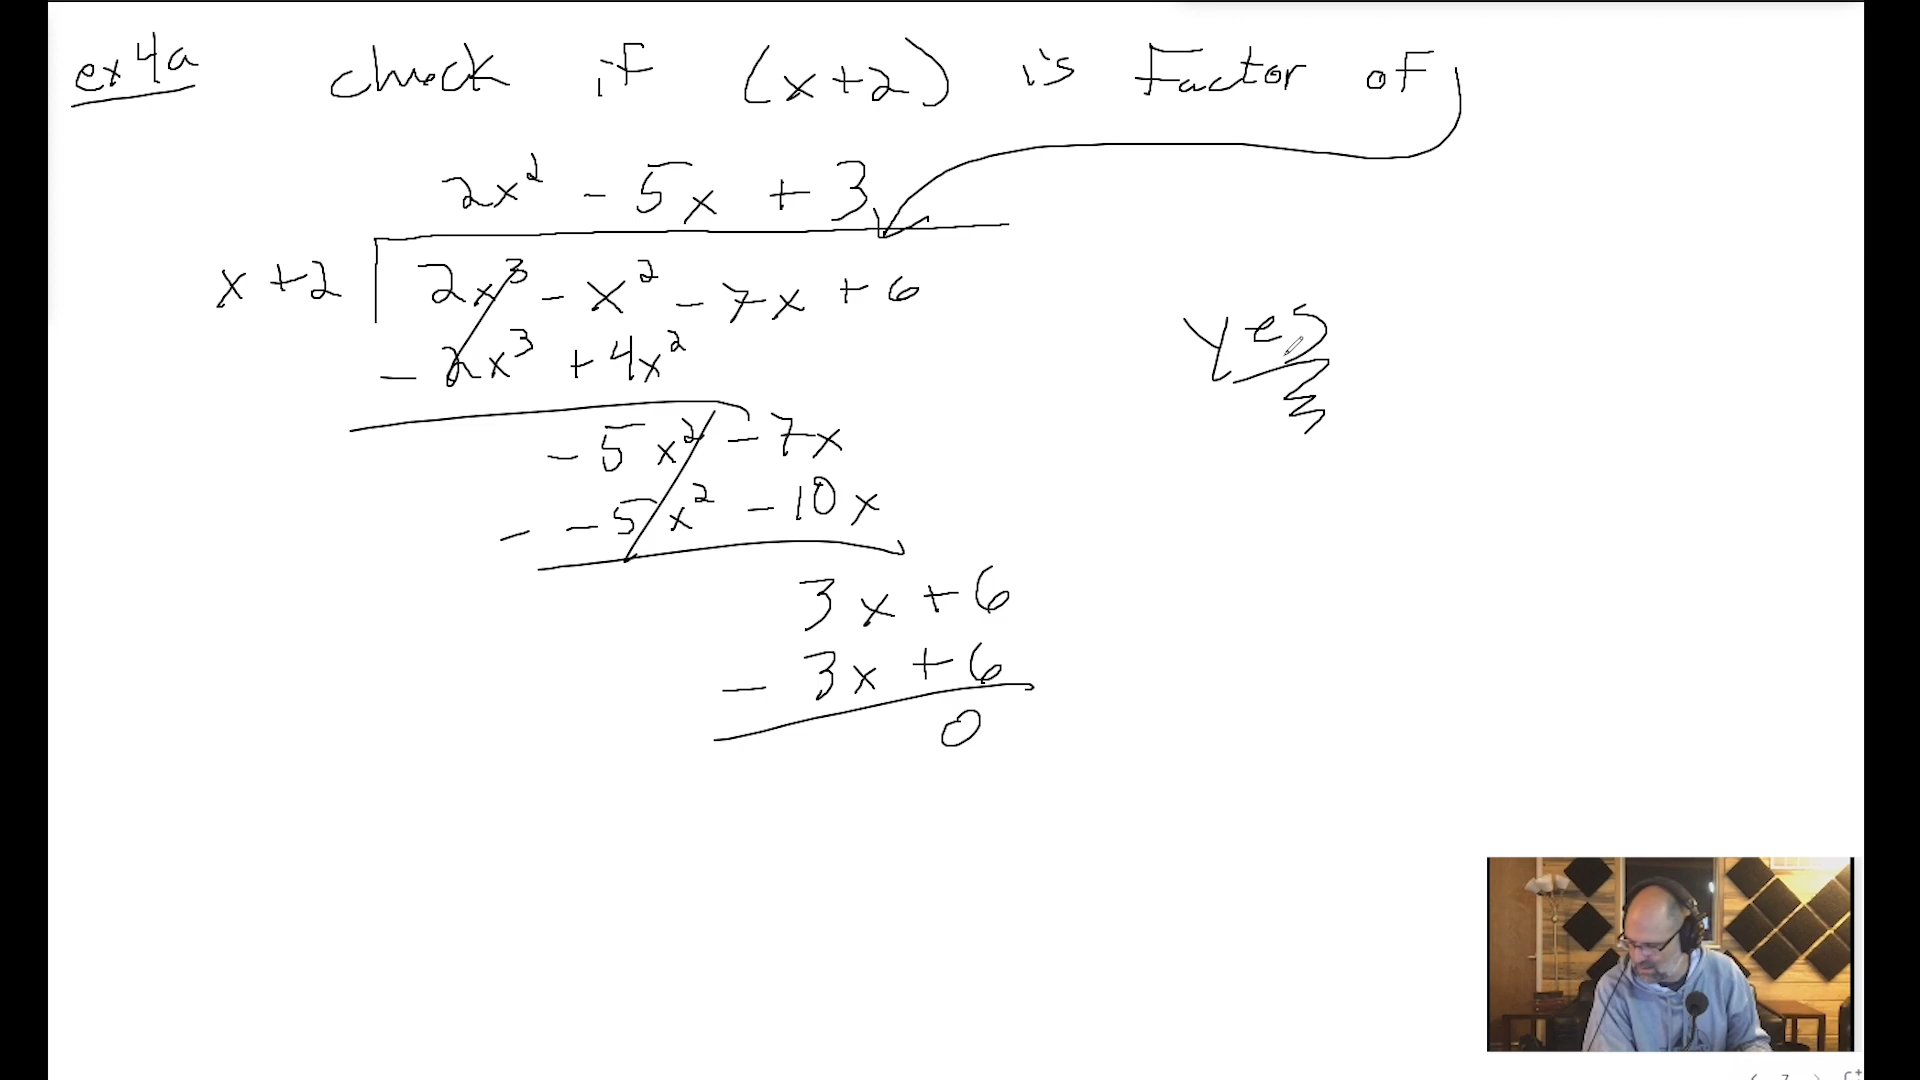 ex 4a check if (x+2) is Factor of
2x² - 5x + 3
x + 2 2x³ - x² - 7x + 6
- 2x³ + 4x²
yes
- 5x² - 7x
- - 5x² - 10x
3x + 6
- 3x + 6
0